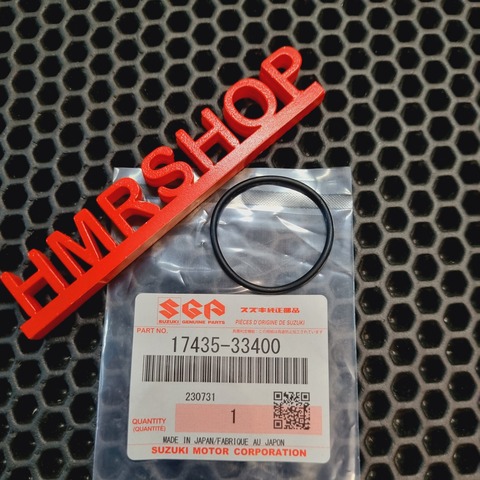 HMRSHOP
SGP
スズキ純正部品
SUZUKI GENUINE PARTS
PIÈCES D'ORIGINE DE SUZUKI
PART NO.
17435-33400
230731
QUANTITY
(QUANTITÉ)
1
MADE IN JAPAN/FABRIQUE AU JAPON
SUZUKI MOTOR CORPORATION